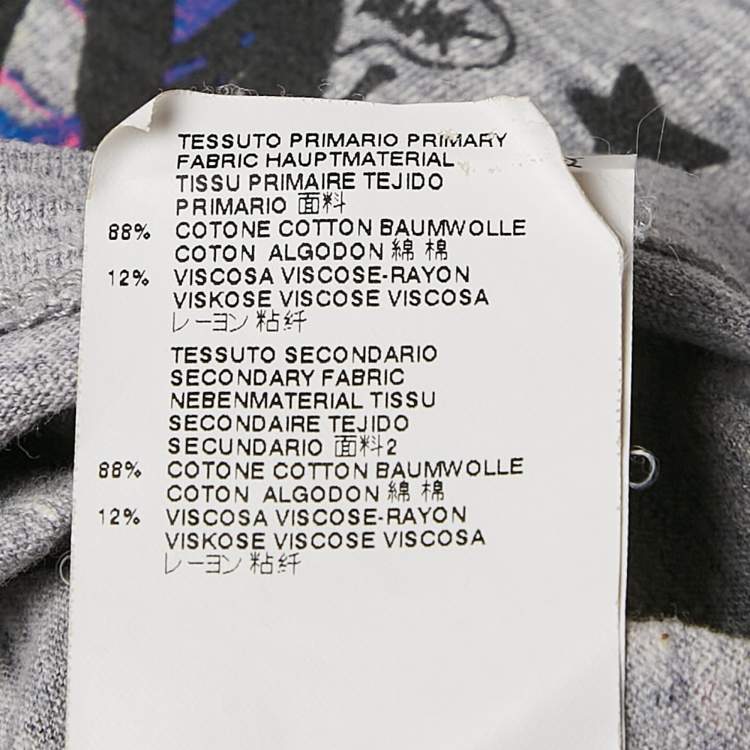 TESSUTO PRIMARIO PRIMARY
FABRIC HAUPTMATERIAL
TISSU PRIMAIRE TEJIDO
PRIMARIO 面料
88% COTONE COTTON BAUMWOLLE
COTON ALGODON 綿 棉
12% VISCOSA VISCOSE-RAYON
VISKOSE VISCOSE VISCOSA
レーヨン 粘纤
TESSUTO SECONDARIO
SECONDARY FABRIC
NEBENMATERIAL TISSU
SECONDAIRE TEJIDO
SECUNDARIO 面料2
88% COTONE COTTON BAUMWOLLE
COTON ALGODON 綿 棉
12% VISCOSA VISCOSE-RAYON
VISKOSE VISCOSE VISCOSA
レーヨン 粘纤